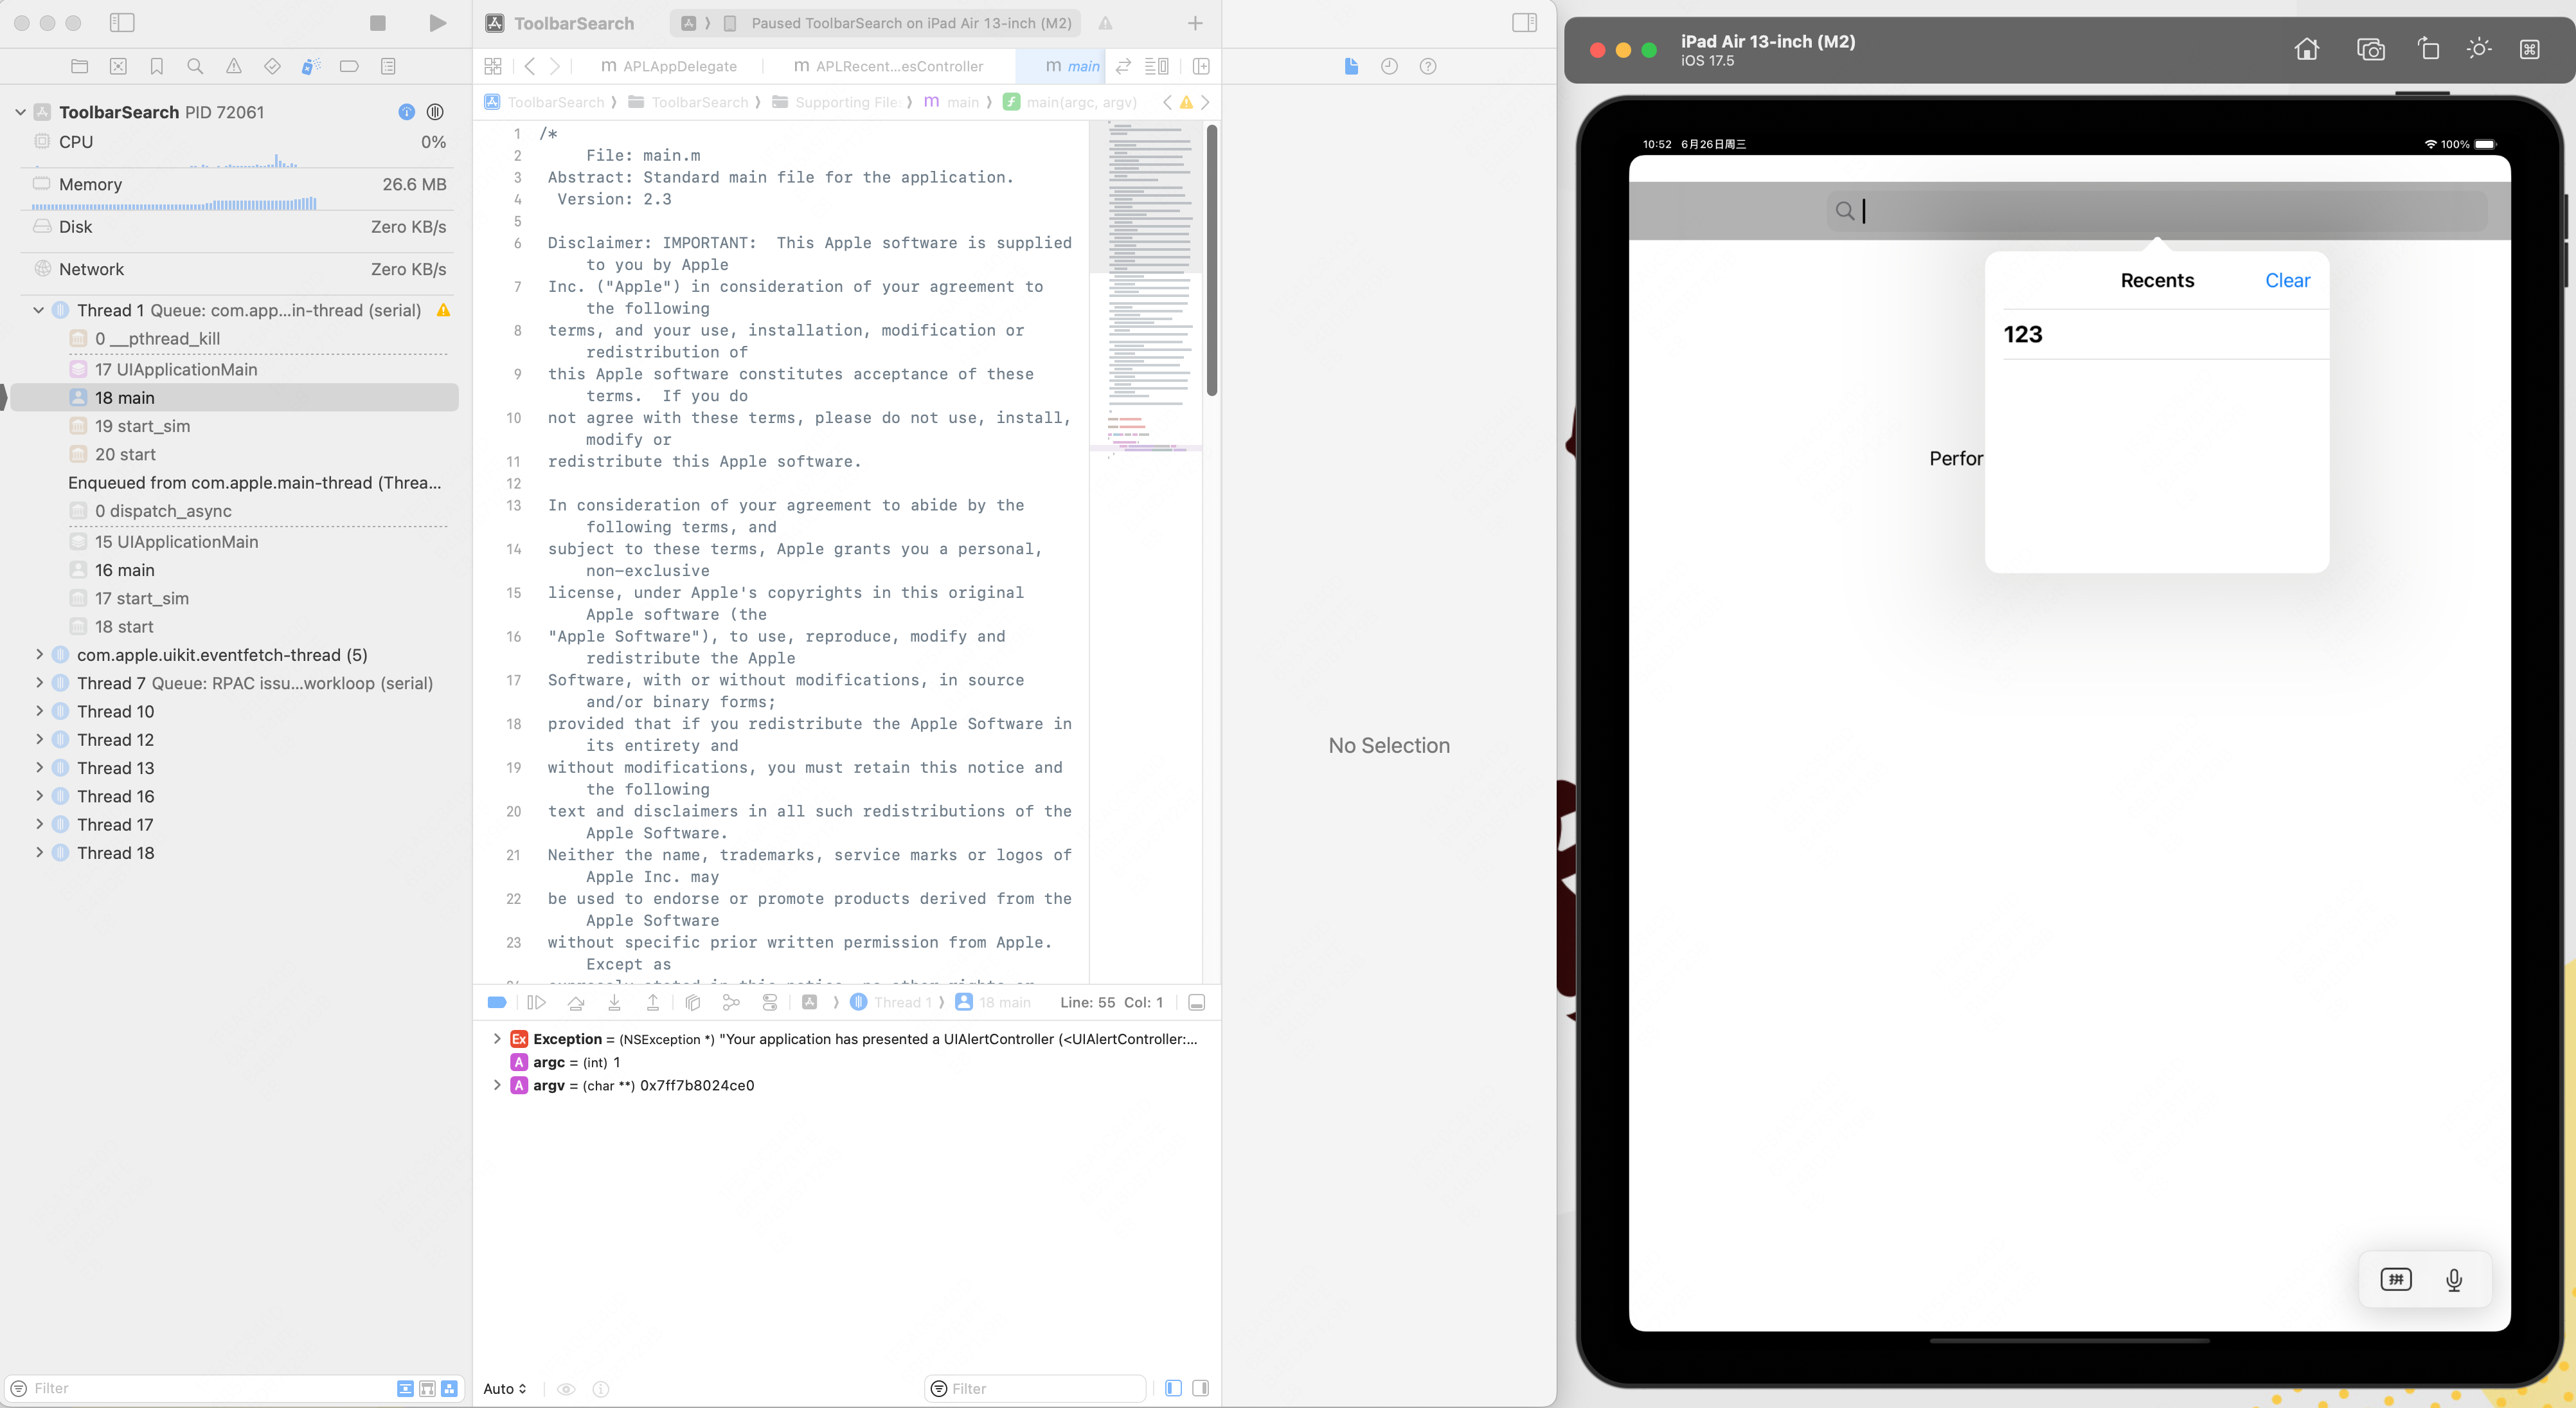 ToolbarSearch PID 72061
CPU 0%
Memory 26.6 MB
Disk Zero KB/s
Network Zero KB/s
Thread 1 Queue: com.app...in-thread (serial)
0 __pthread_kill
17 UIApplicationMain
18 main
19 start_sim
20 start
Enqueued from com.apple.main-thread (Threa...
0 dispatch_async
15 UIApplicationMain
16 main
17 start_sim
18 start
com.apple.uikit.eventfetch-thread (5)
Thread 7 Queue: RPAC issu...workloop (serial)
Thread 10
Thread 12
Thread 13
Thread 16
Thread 17
Thread 18
Filter
ToolbarSearch
Paused ToolbarSearch on iPad Air 13-inch (M2)
m APLAppDelegate
m APLRecent...esController
m main
ToolbarSearch ⟩ ToolbarSearch ⟩ Supporting File ⟩ m main ⟩ f main(argc, argv)
1 /*
2 File: main.m
3 Abstract: Standard main file for the application.
4 Version: 2.3
5
6 Disclaimer: IMPORTANT:  This Apple software is supplied
to you by Apple
7 Inc. ("Apple") in consideration of your agreement to
the following
8 terms, and your use, installation, modification or
redistribution of
9 this Apple software constitutes acceptance of these
terms.  If you do
10 not agree with these terms, please do not use, install,
modify or
11 redistribute this Apple software.
12
13 In consideration of your agreement to abide by the
following terms, and
14 subject to these terms, Apple grants you a personal,
non-exclusive
15 license, under Apple's copyrights in this original
Apple software (the
16 "Apple Software"), to use, reproduce, modify and
redistribute the Apple
17 Software, with or without modifications, in source
and/or binary forms;
18 provided that if you redistribute the Apple Software in
its entirety and
19 without modifications, you must retain this notice and
the following
20 text and disclaimers in all such redistributions of the
Apple Software.
21 Neither the name, trademarks, service marks or logos of
Apple Inc. may
22 be used to endorse or promote products derived from the
Apple Software
23 without specific prior written permission from Apple.
Except as
Thread 1 ⟩ 18 main
Line: 55 Col: 1
Ex Exception = (NSException *) "Your application has presented a UIAlertController (<UIAlertController:...
A argc = (int) 1
A argv = (char **) 0x7ff7b8024ce0
Auto
Filter
No Selection
iPad Air 13-inch (M2)
iOS 17.5
10:52 6月26日周三
100%
Recents
Clear
123
Perfor
拼